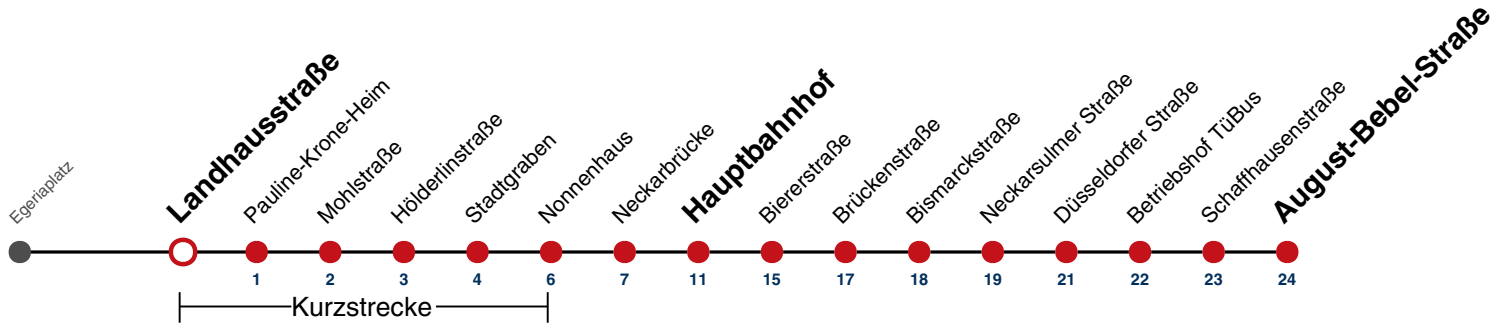 Egeriaplatz
Landhausstraße
Pauline-Krone-Heim
Mohlstraße
Hölderlinstraße
Stadtgraben
Nonnenhaus
Neckarbrücke
Hauptbahnhof
Biererstraße
Brückenstraße
Bismarckstraße
Neckarsulmer Straße
Düsseldorfer Straße
Betriebshof TüBus
Schaffhausenstraße
August-Bebel-Straße
1 2 3 4 6 7 11 15 17 18 19 21 22 23 24
Kurzstrecke